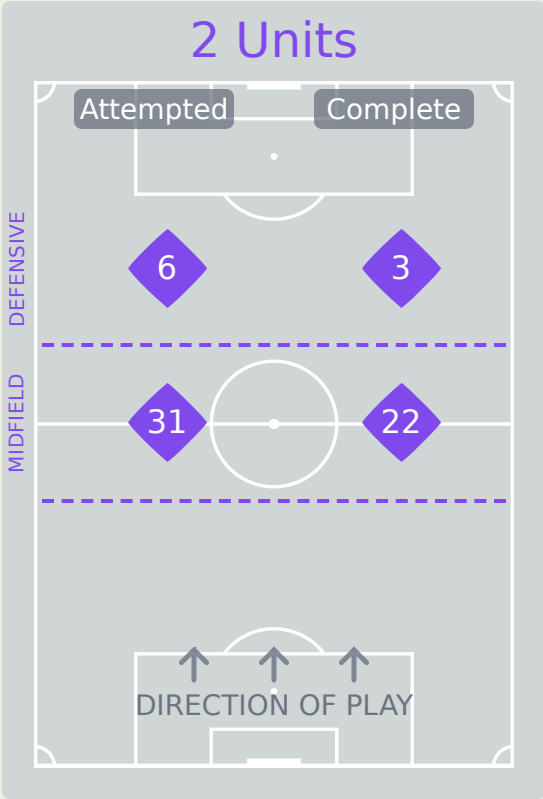 2 Units
Attempted Complete
DEFENSIVE
6 3
MIDFIELD
31 22
DIRECTION OF PLAY